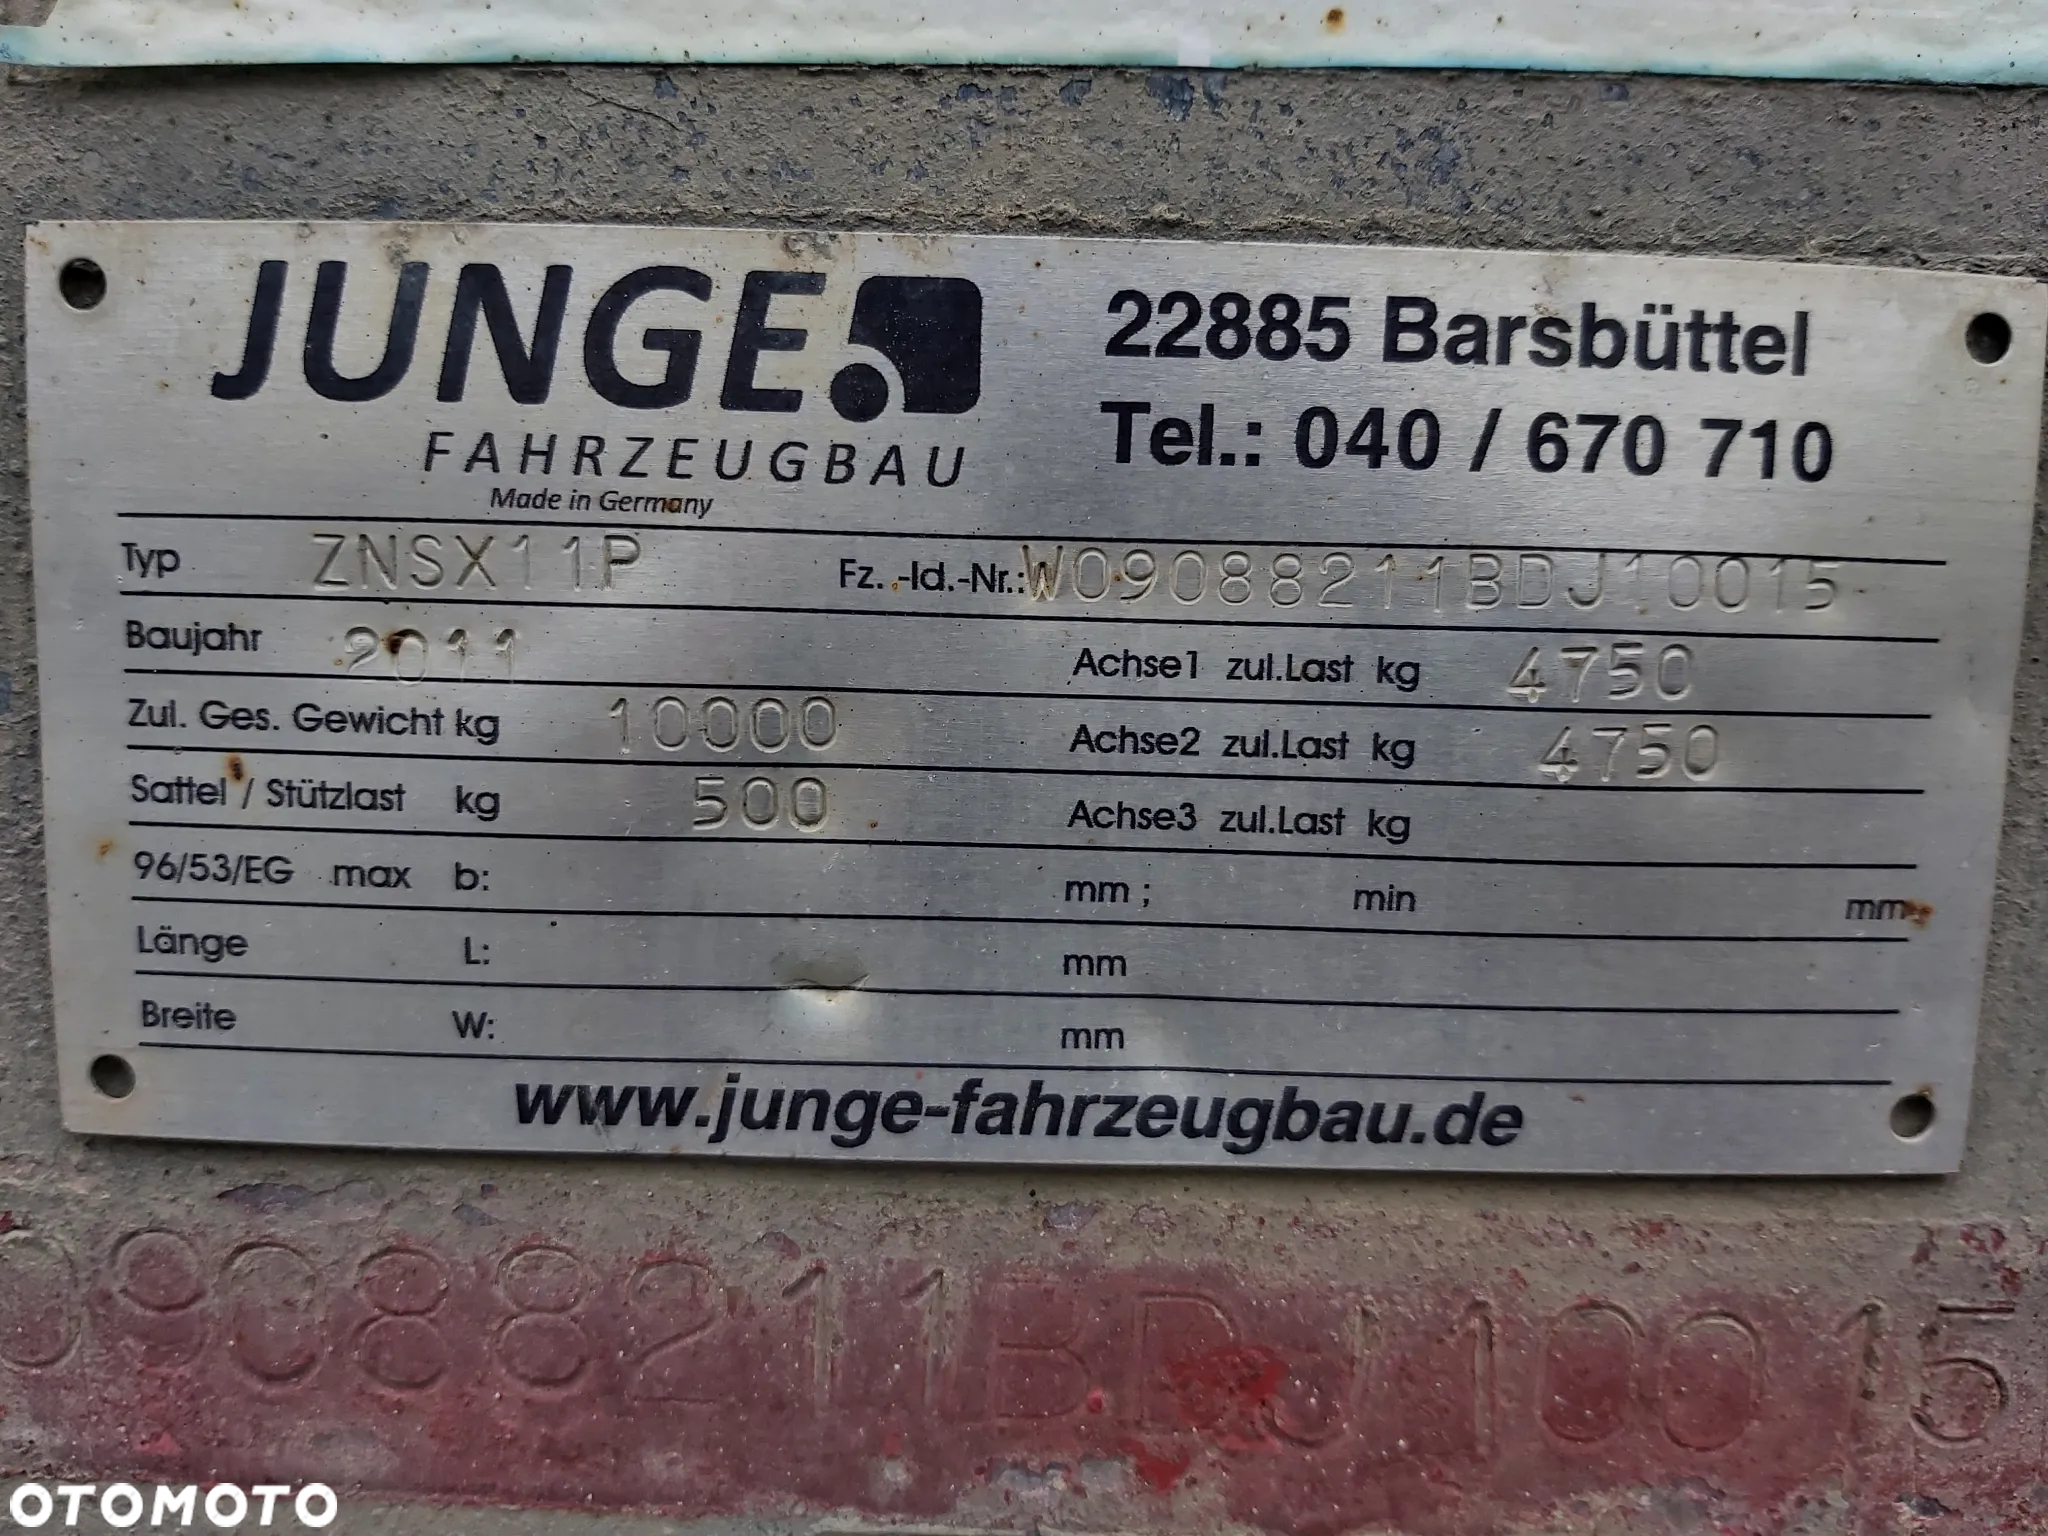 JUNGE
FAHRZEUGBAU
Made in Germany
22885 Barsbüttel
Tel.: 040 / 670 710
Typ ZNSX11P Fz. -Id.-Nr.: W09088211BDJ10015
Baujahr 2011 Achse1 zul.Last kg 4750
Zul. Ges. Gewicht kg 10000 Achse2 zul.Last kg 4750
Sattel / Stützlast kg 500 Achse3 zul.Last kg
96/53/EG max b: mm ; min mm
Länge L: mm
Breite W: mm
www.junge-fahrzeugbau.de
09088211BDJ10015
OTOMOTO